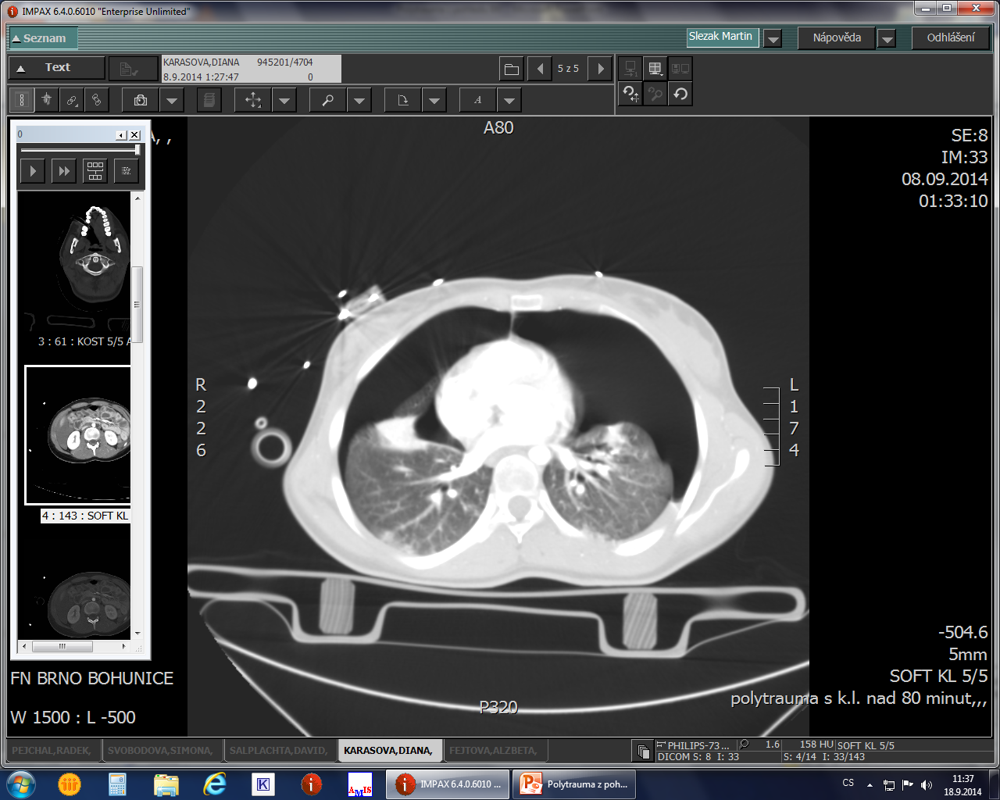 IMPAX 6.4.0.6010 "Enterprise Unlimited"
Seznam
Slezak Martin
Nápověda
Odhlášení
Text
KARASOVA,DIANA 945201/4704
8.9.2014 1:27:47 0
5 z 5
A
0
A, ,
A80
SE:8
IM:33
08.09.2014
01:33:10
3 : 61 : KOST 5/5 A
4 : 143 : SOFT KL
R
2
2
6
L
1
7
4
-504.6
5mm
SOFT KL 5/5
polytrauma s k.l. nad 80 minut,,,
FN BRNO BOHUNICE
W 1500 : L -500
P320
PEJCHAL,RADEK,
SVOBODOVA,SIMONA,
SALPLACHTA,DAVID,
KARASOVA,DIANA,
FEJTOVA,ALZBETA,
PHILIPS-73 ...
1.6
158 HU
SOFT KL 5/5
DICOM S: 8 I: 33
S: 4/14 I: 33/143
K
AMIS
IMPAX 6.4.0.6010 ...
Polytrauma z poh...
CS
11:37
18.9.2014